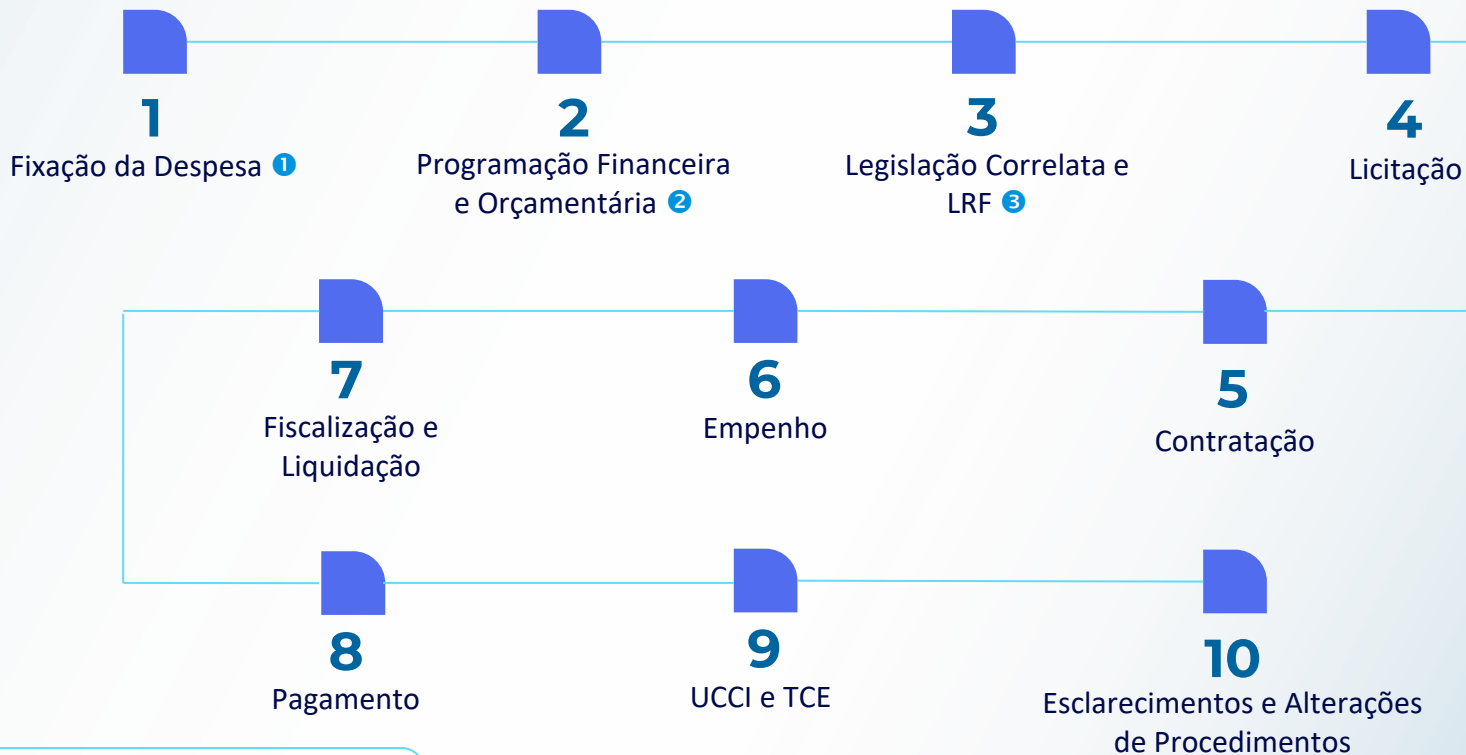 1
Fixação da Despesa ❶
2
Programação Financeira
e Orçamentária ❷
3
Legislação Correlata e
LRF ❸
4
Licitação
7
Fiscalização e
Liquidação
6
Empenho
5
Contratação
8
Pagamento
9
UCCI e TCE
10
Esclarecimentos e Alterações
de Procedimentos